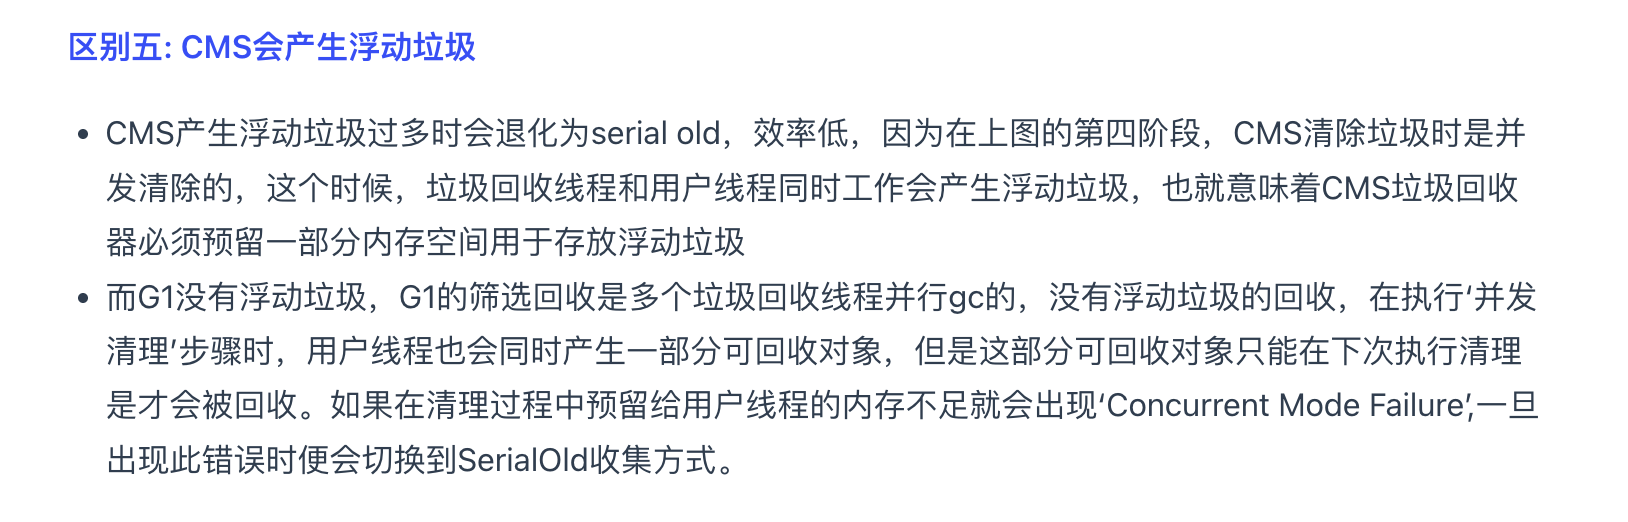 区别五: CMS会产生浮动垃圾
• CMS产生浮动垃圾过多时会退化为serial old，效率低，因为在上图的第四阶段，CMS清除垃圾时是并
发清除的，这个时候，垃圾回收线程和用户线程同时工作会产生浮动垃圾，也就意味着CMS垃圾回收
器必须预留一部分内存空间用于存放浮动垃圾
• 而G1没有浮动垃圾，G1的筛选回收是多个垃圾回收线程并行gc的，没有浮动垃圾的回收，在执行‘并发
清理’步骤时，用户线程也会同时产生一部分可回收对象，但是这部分可回收对象只能在下次执行清理
是才会被回收。如果在清理过程中预留给用户线程的内存不足就会出现‘Concurrent Mode Failure’,一旦
出现此错误时便会切换到SerialOld收集方式。